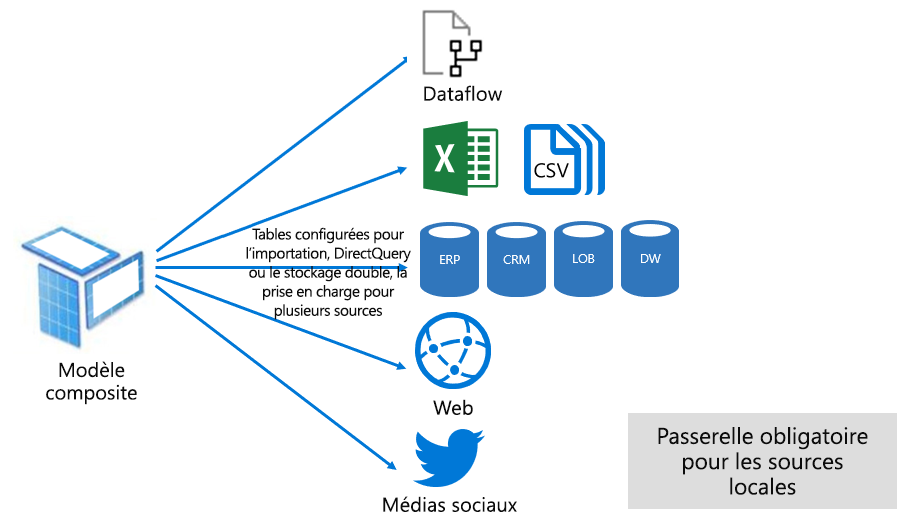 Dataflow
X
CSV
Tables configurées pour
l'importation, DirectQuery
ou le stockage double, la
prise en charge pour
plusieurs sources
ERP
CRM
LOB
DW
Modèle
composite
Web
Médias sociaux
Passerelle obligatoire
pour les sources
locales